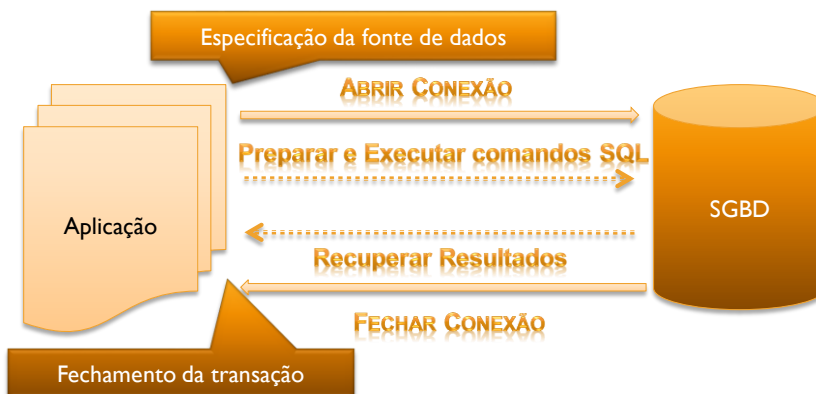 Especificação da fonte de dados
ABRIR CONEXÃO
Preparar e Executar comandos SQL
Aplicação
SGBD
Recuperar Resultados
FECHAR CONEXÃO
Fechamento da transação